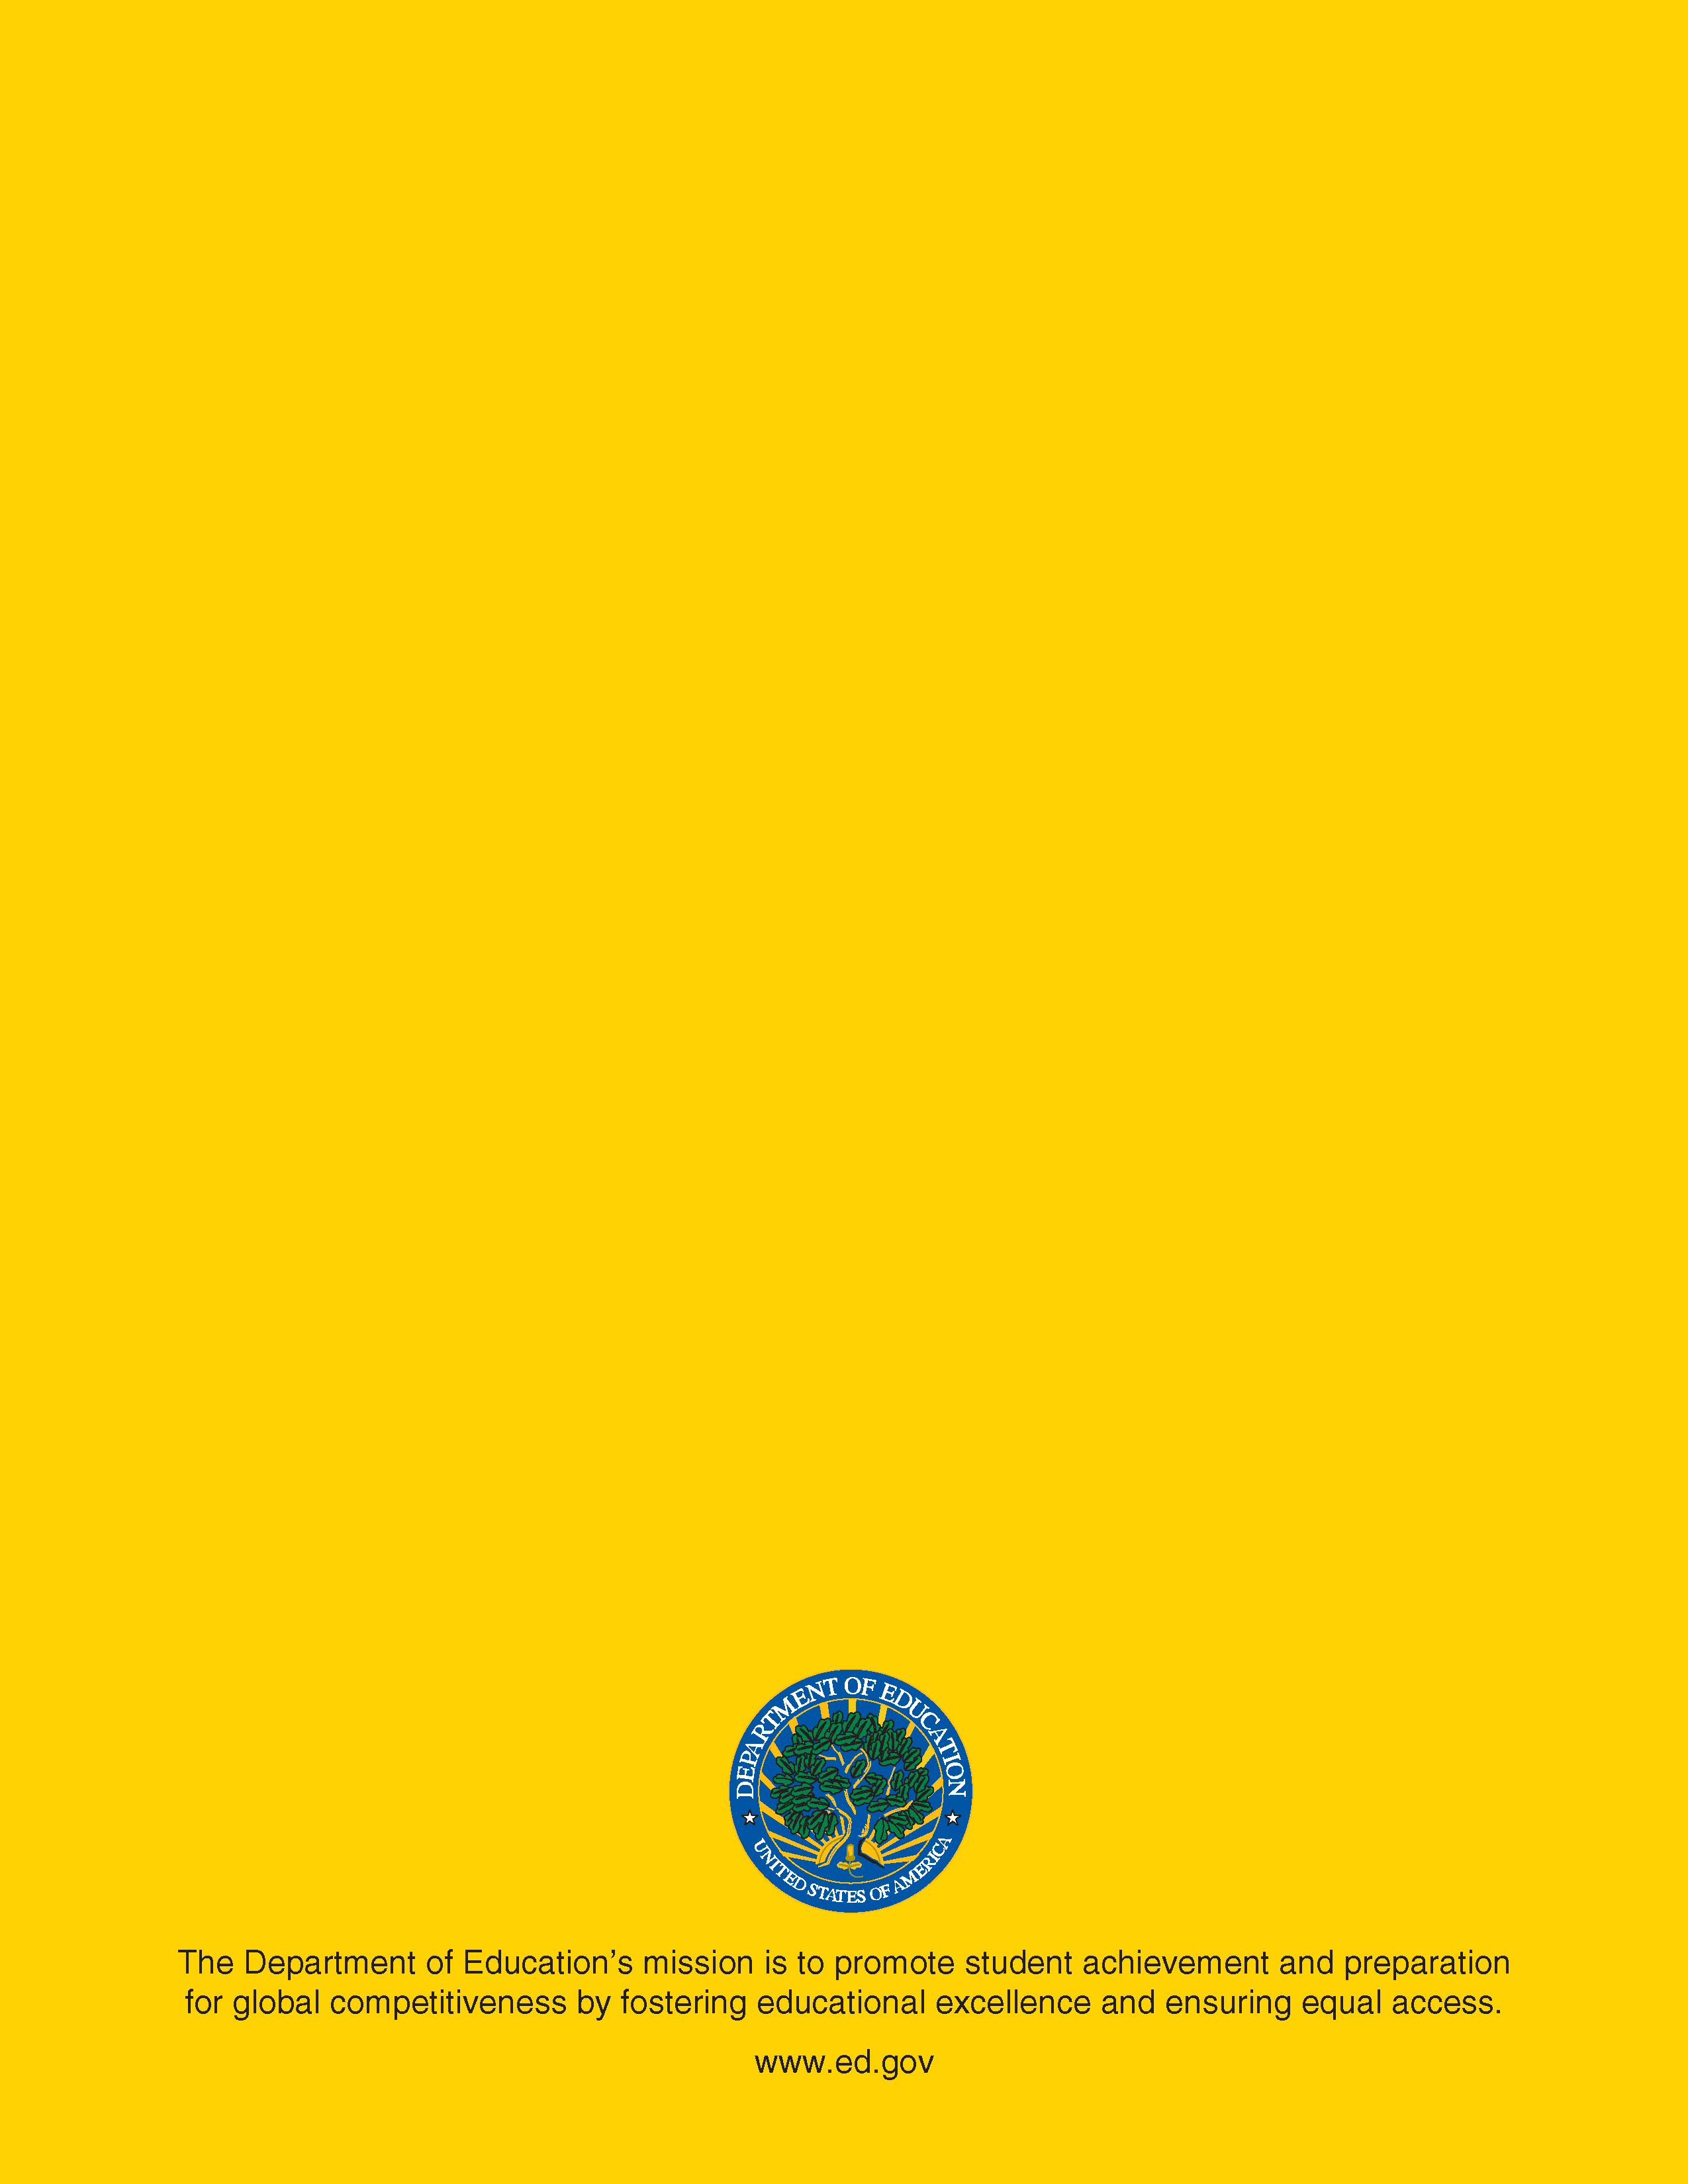 DEPARTMENT OF EDUCATION
UNITED STATES OF AMERICA
The Department of Education’s mission is to promote student achievement and preparation
for global competitiveness by fostering educational excellence and ensuring equal access.
www.ed.gov